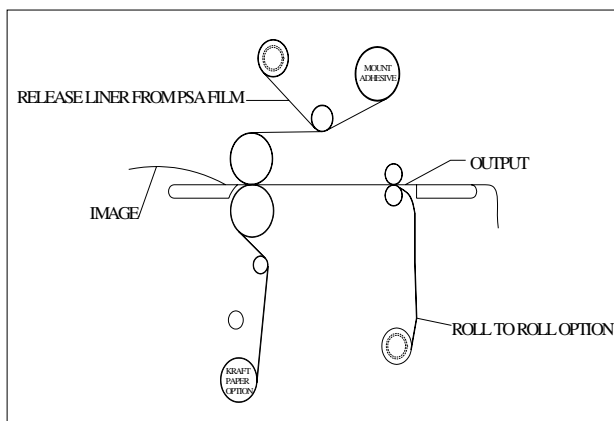 MOUNT
ADHESIVE
RELEASE LINER FROM PSA FILM
OUTPUT
IMAGE
ROLL TO ROLL OPTION
KRAFT
PAPER
OPTION